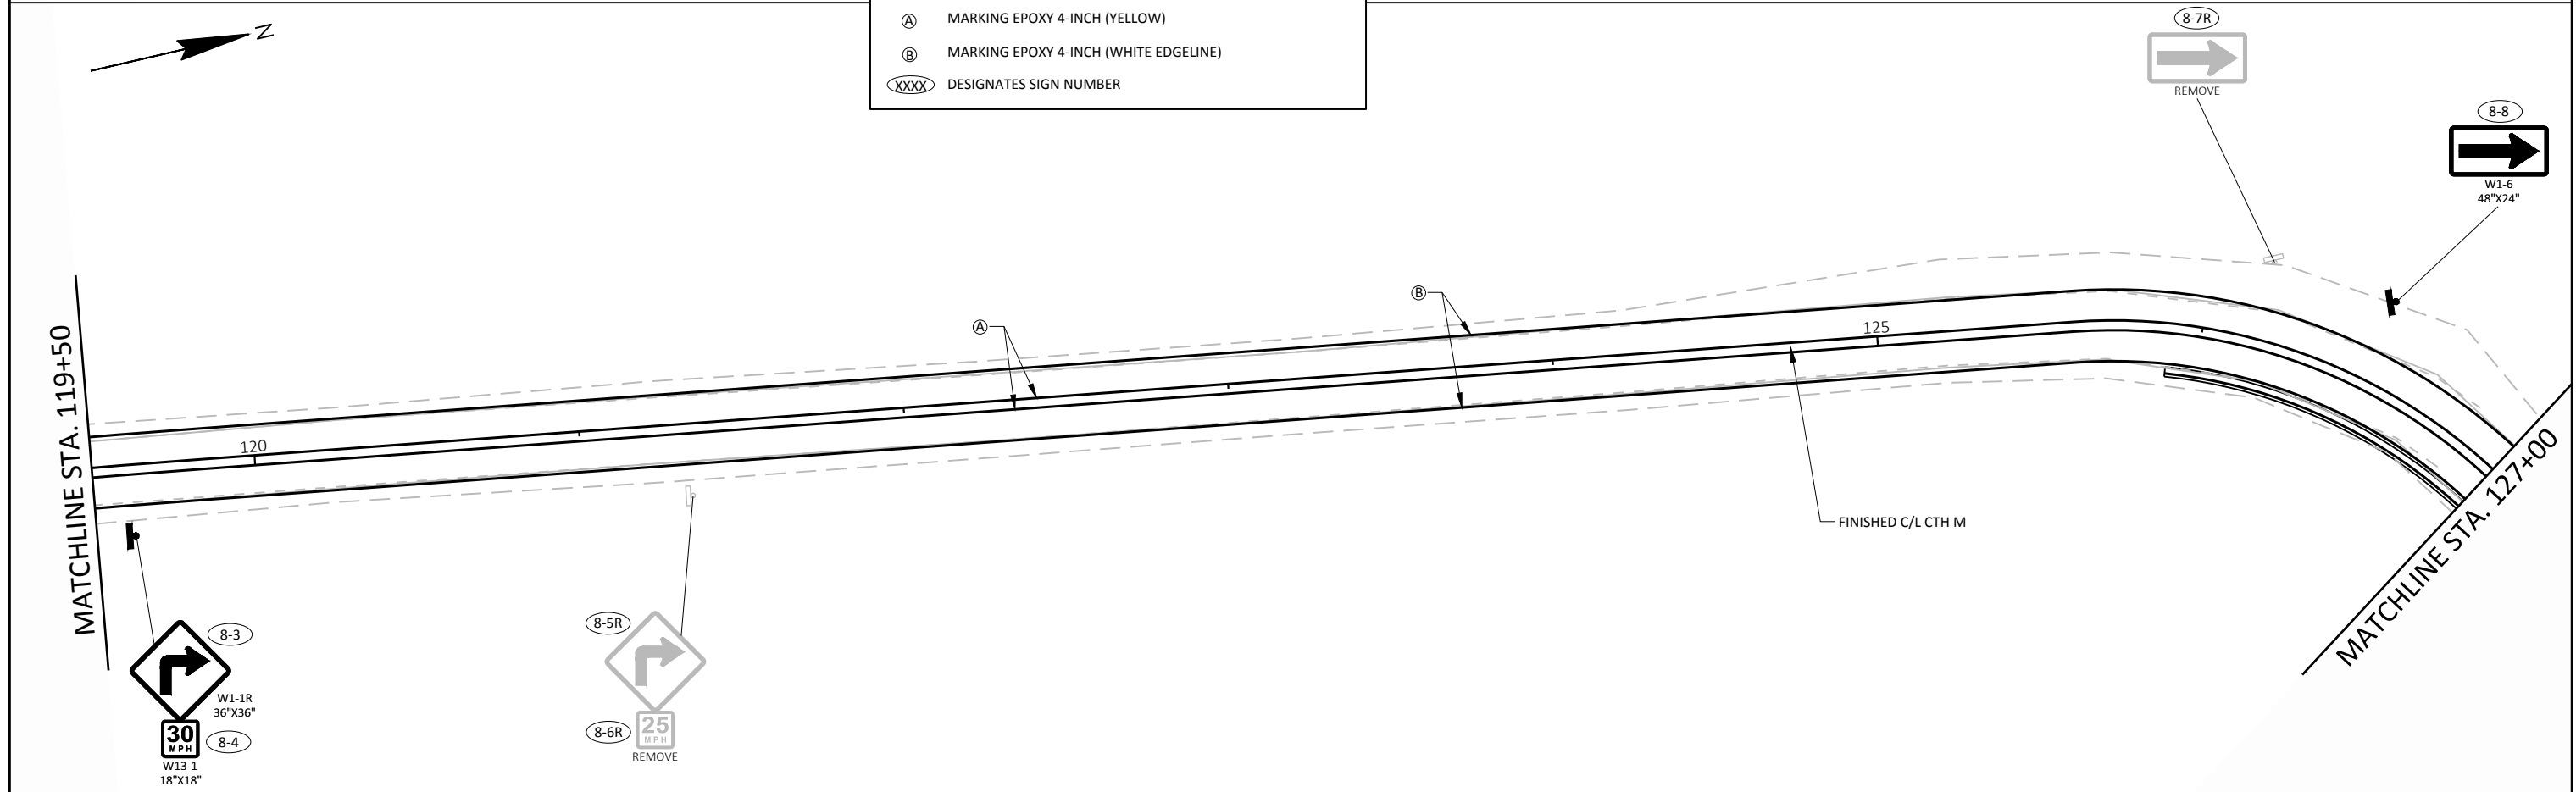 N
Ⓐ MARKING EPOXY 4-INCH (YELLOW)
Ⓑ MARKING EPOXY 4-INCH (WHITE EDGELINE)
XXXX DESIGNATES SIGN NUMBER
8-7R
REMOVE
8-8
W1-6
48"X24"
MATCHLINE STA. 119+50
120
A
B
125
FINISHED C/L CTH M
MATCHLINE STA. 127+00
8-3
W1-1R
36"X36"
30
MPH
8-4
W13-1
18"X18"
8-5R
8-6R
25
MPH
REMOVE